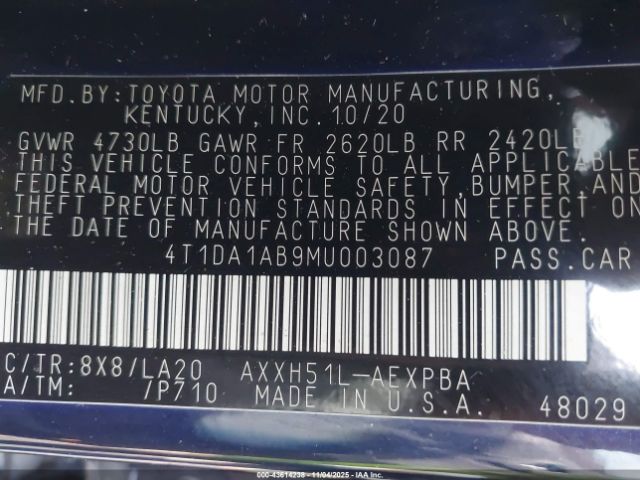 MFD.BY:TOYOTA MOTOR MANUFACTURING,
KENTUCKY,INC.10/20
GVWR 4730LB GAWR FR 2620LB RR 2420LB
THIS VEHICLE CONFORMS TO ALL APPLICABLE
FEDERAL MOTOR VEHICLE SAFETY,BUMPER,AND
THEFT PREVENTION STANDARDS IN EFFECT ON
THE DATE OF MANUFACTURE SHOWN ABOVE.
4T1DA1AB9MU003087 PASS.CAR
C/TR:8X8/LA20 AXXH51L-AEXPBA
A/TM: /P710 MADE IN U.S.A. 48029
000-43614238 - 11/04/2025 - IAA Inc.